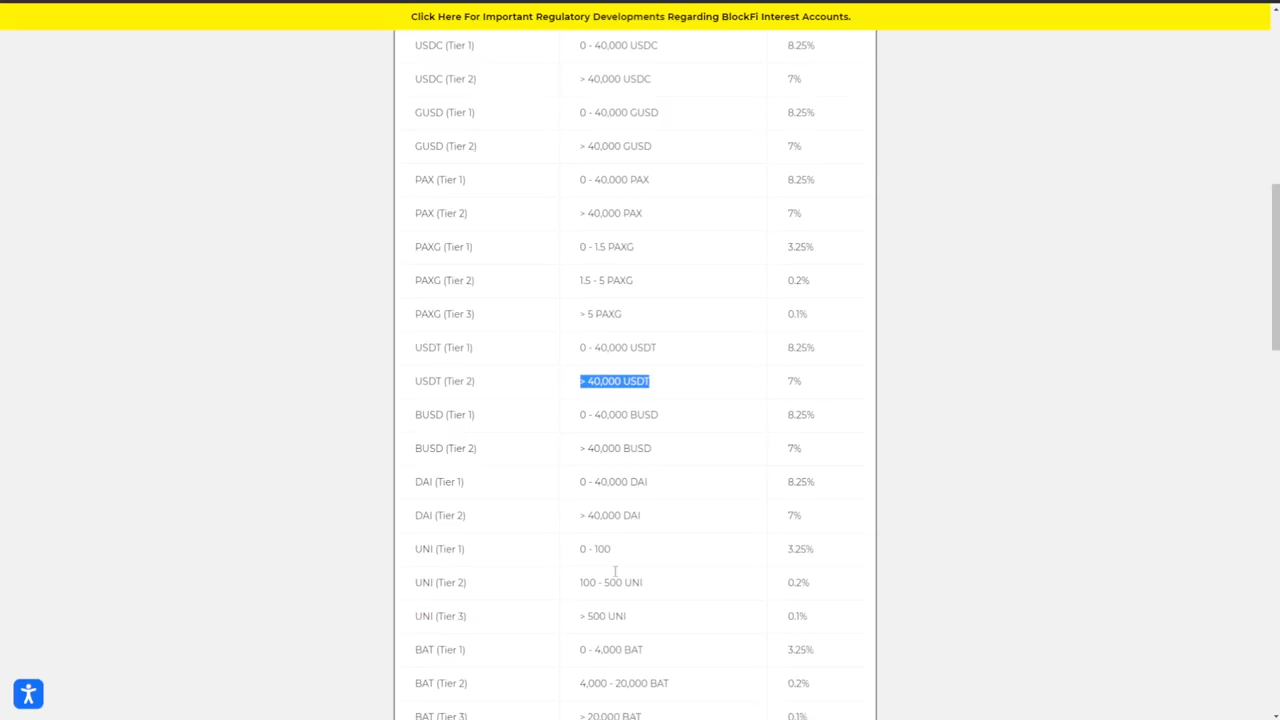 Click Here For Important Regulatory Developments Regarding BlockFi Interest Accounts.
USDC (Tier 1) 0 - 40,000 USDC 8.25%
USDC (Tier 2) > 40,000 USDC 7%
GUSD (Tier 1) 0 - 40,000 GUSD 8.25%
GUSD (Tier 2) > 40,000 GUSD 7%
PAX (Tier 1) 0 - 40,000 PAX 8.25%
PAX (Tier 2) > 40,000 PAX 7%
PAXG (Tier 1) 0 - 1.5 PAXG 3.25%
PAXG (Tier 2) 1.5 - 5 PAXG 0.2%
PAXG (Tier 3) > 5 PAXG 0.1%
USDT (Tier 1) 0 - 40,000 USDT 8.25%
USDT (Tier 2) > 40,000 USDT 7%
BUSD (Tier 1) 0 - 40,000 BUSD 8.25%
BUSD (Tier 2) > 40,000 BUSD 7%
DAI (Tier 1) 0 - 40,000 DAI 8.25%
DAI (Tier 2) > 40,000 DAI 7%
UNI (Tier 1) 0 - 100 3.25%
UNI (Tier 2) 100 - 500 UNI 0.2%
UNI (Tier 3) > 500 UNI 0.1%
BAT (Tier 1) 0 - 4,000 BAT 3.25%
BAT (Tier 2) 4,000 - 20,000 BAT 0.2%
BAT (Tier 3) > 20,000 BAT 0.1%